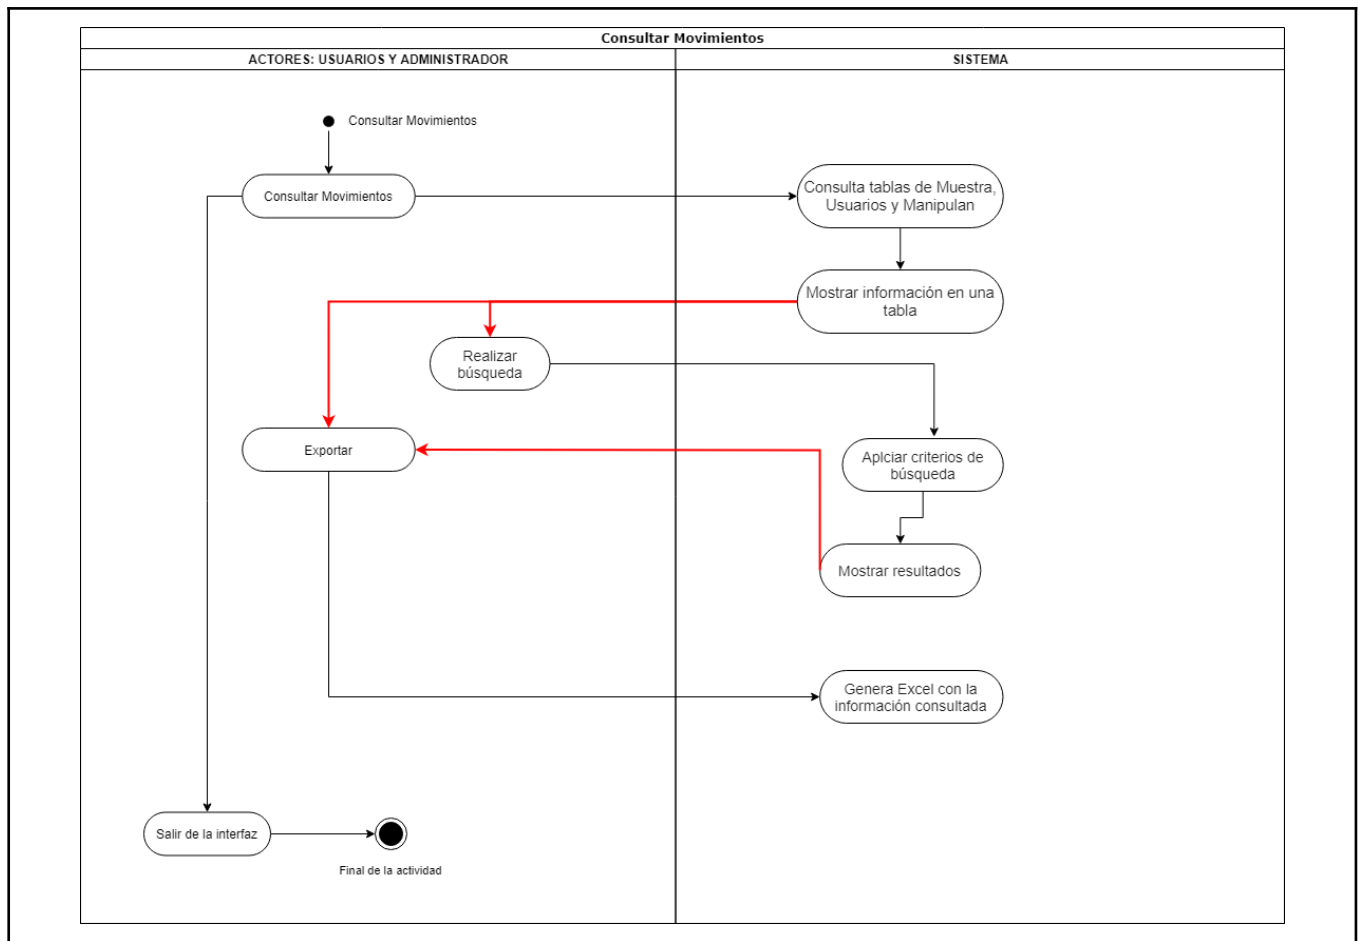 Consultar Movimientos
ACTORES: USUARIOS Y ADMINISTRADOR
SISTEMA
Consultar Movimientos
Consultar Movimientos
Consulta tablas de Muestra,
Usuarios y Manipulan
Mostrar información en una
tabla
Realizar
búsqueda
Exportar
Aplciar criterios de
búsqueda
Mostrar resultados
Genera Excel con la
información consultada
Salir de la interfaz
Final de la actividad